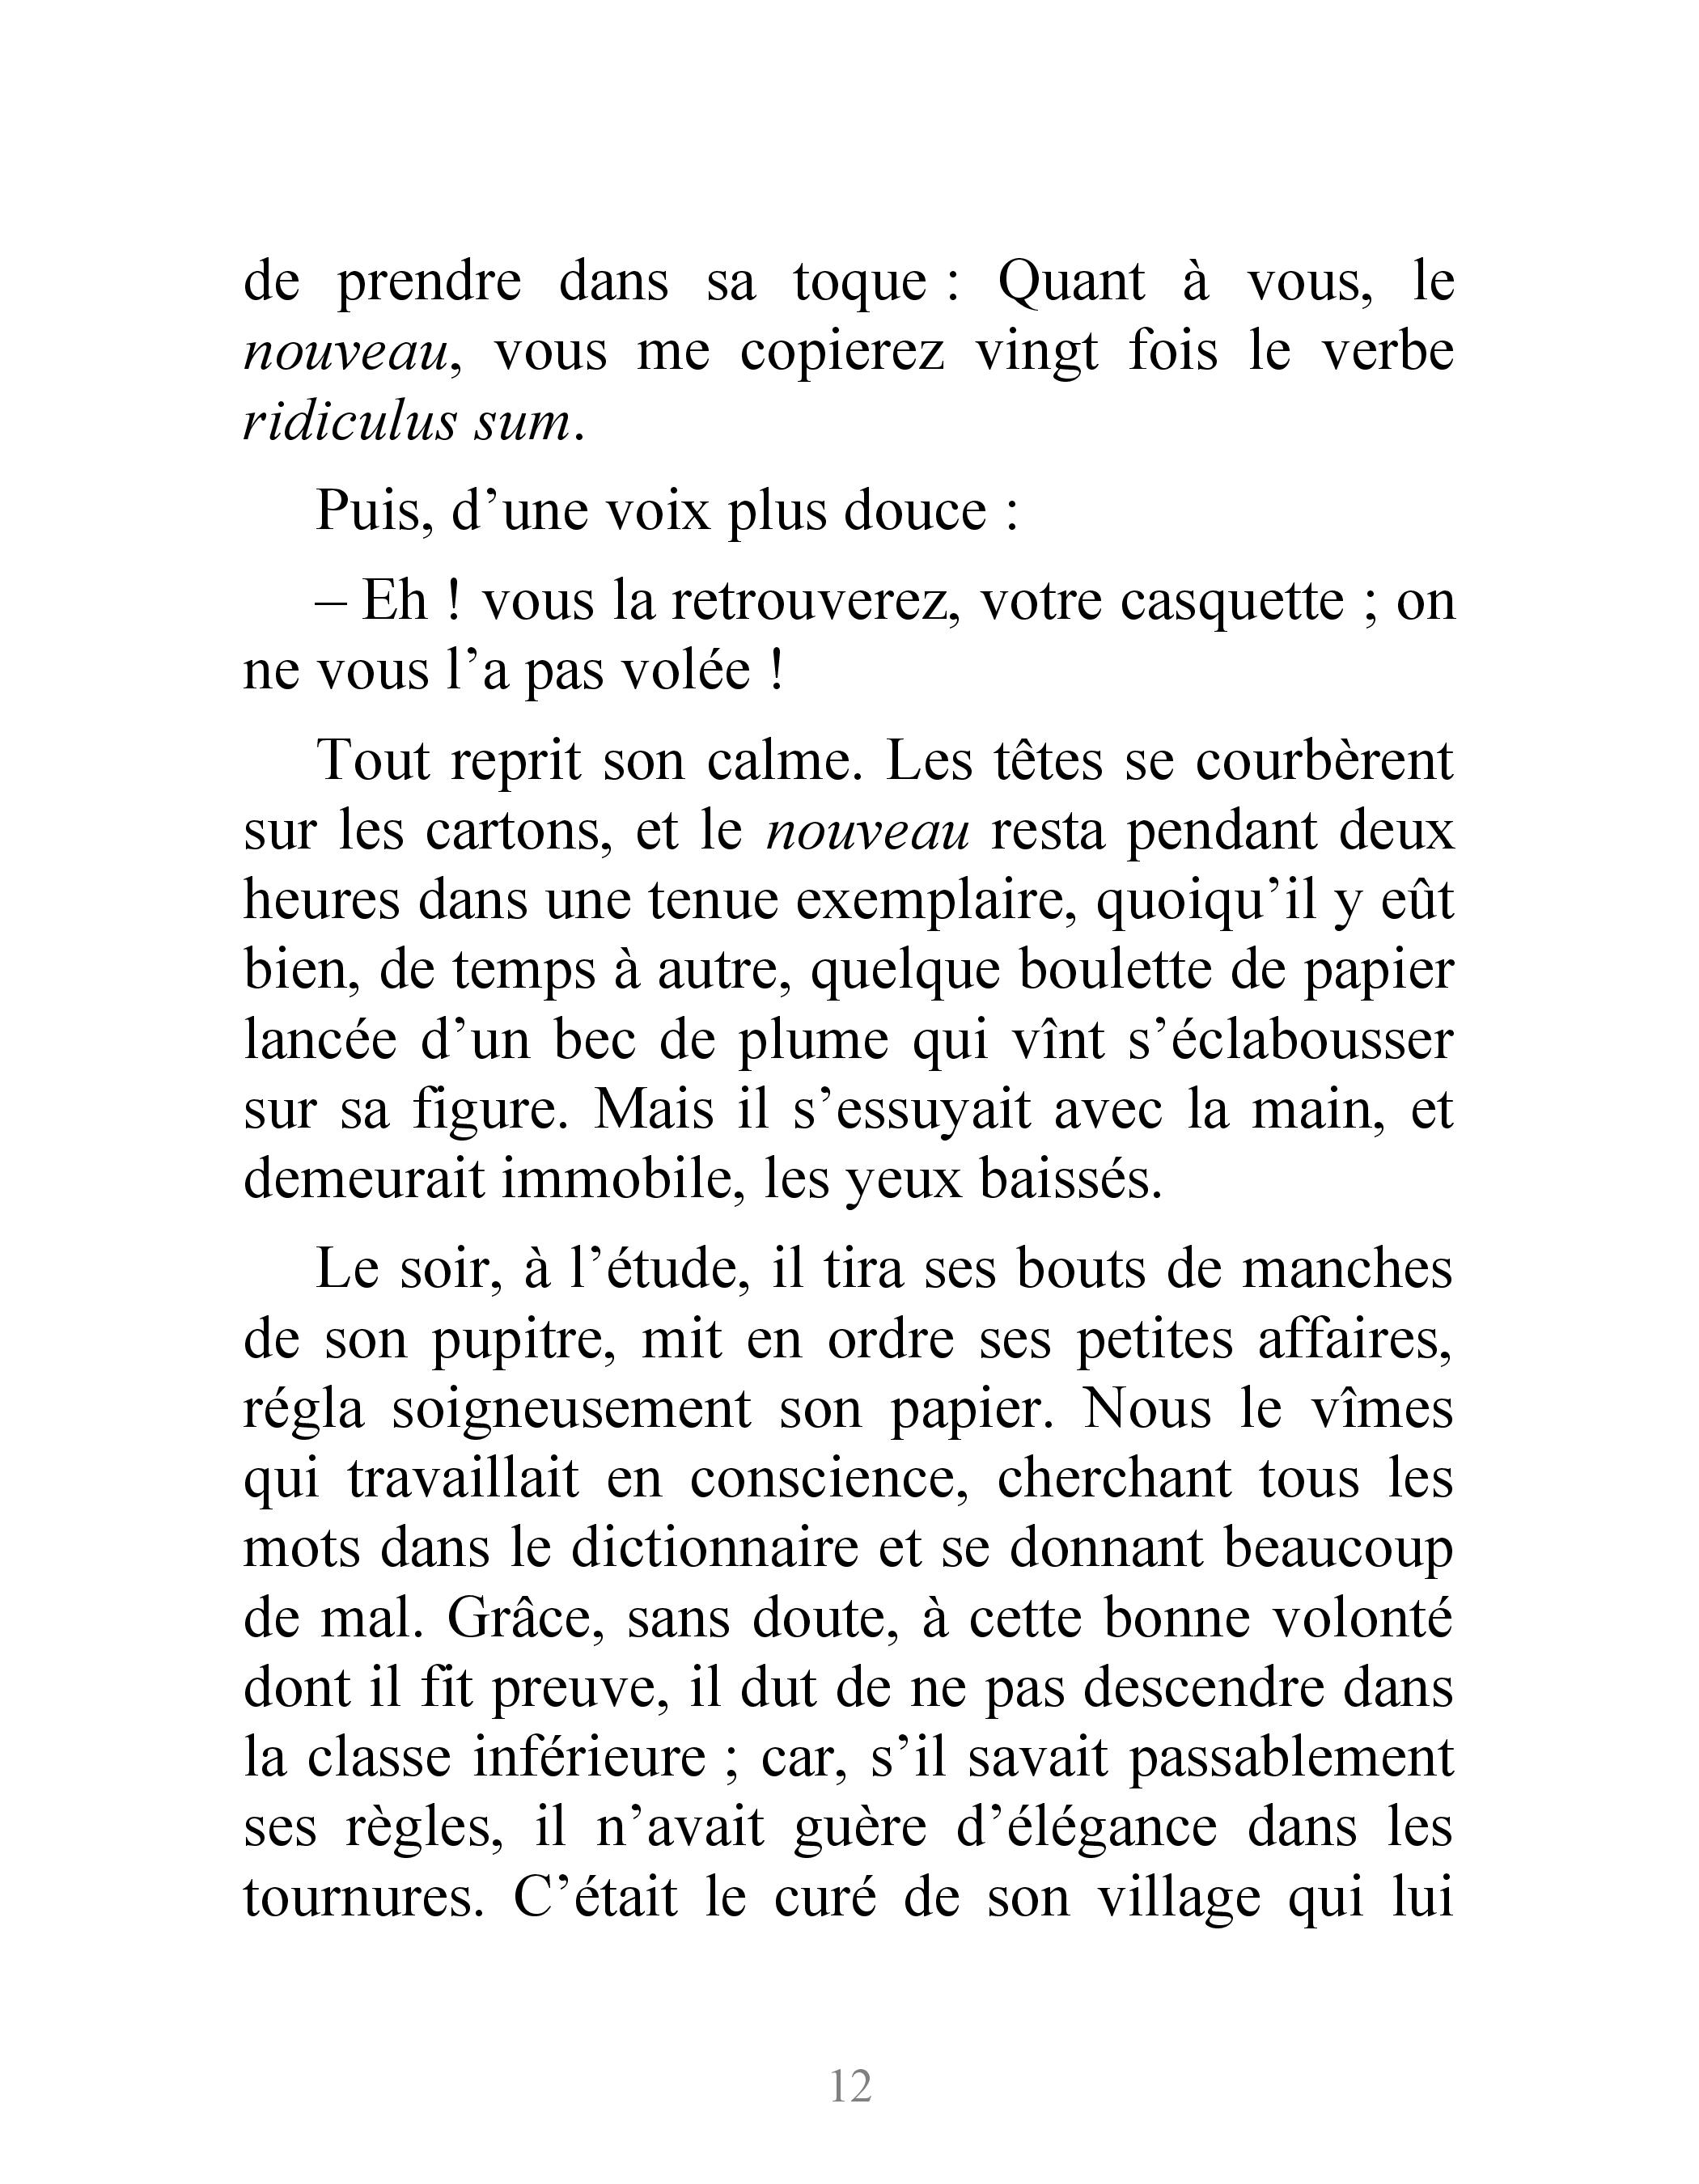 de prendre dans sa toque : Quant à vous, le
nouveau, vous me copierez vingt fois le verbe
ridiculus sum.
Puis, d’une voix plus douce :
– Eh ! vous la retrouverez, votre casquette ; on
ne vous l’a pas volée !
Tout reprit son calme. Les têtes se courbèrent
sur les cartons, et le nouveau resta pendant deux
heures dans une tenue exemplaire, quoiqu’il y eût
bien, de temps à autre, quelque boulette de papier
lancée d’un bec de plume qui vînt s’éclabousser
sur sa figure. Mais il s’essuyait avec la main, et
demeurait immobile, les yeux baissés.
Le soir, à l’étude, il tira ses bouts de manches
de son pupitre, mit en ordre ses petites affaires,
régla soigneusement son papier. Nous le vîmes
qui travaillait en conscience, cherchant tous les
mots dans le dictionnaire et se donnant beaucoup
de mal. Grâce, sans doute, à cette bonne volonté
dont il fit preuve, il dut de ne pas descendre dans
la classe inférieure ; car, s’il savait passablement
ses règles, il n’avait guère d’élégance dans les
tournures. C’était le curé de son village qui lui
12